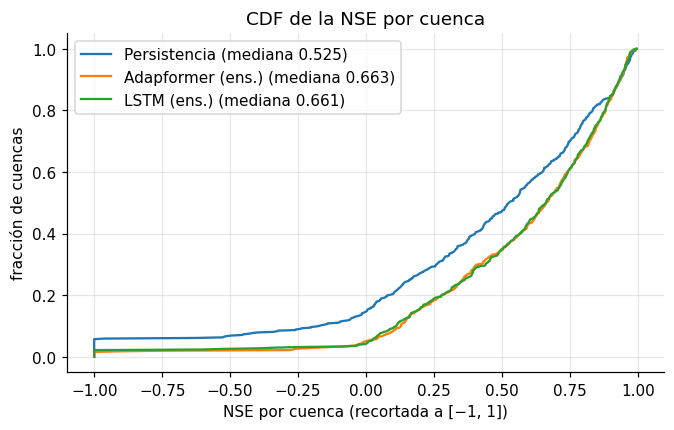 CDF de la NSE por cuenca
Persistencia (mediana 0.525)
Adapformer (ens.) (mediana 0.663)
LSTM (ens.) (mediana 0.661)
fracción de cuencas
1.0
0.8
0.6
0.4
0.2
0.0
−1.00 −0.75 −0.50 −0.25 0.00 0.25 0.50 0.75 1.00
NSE por cuenca (recortada a [−1, 1])